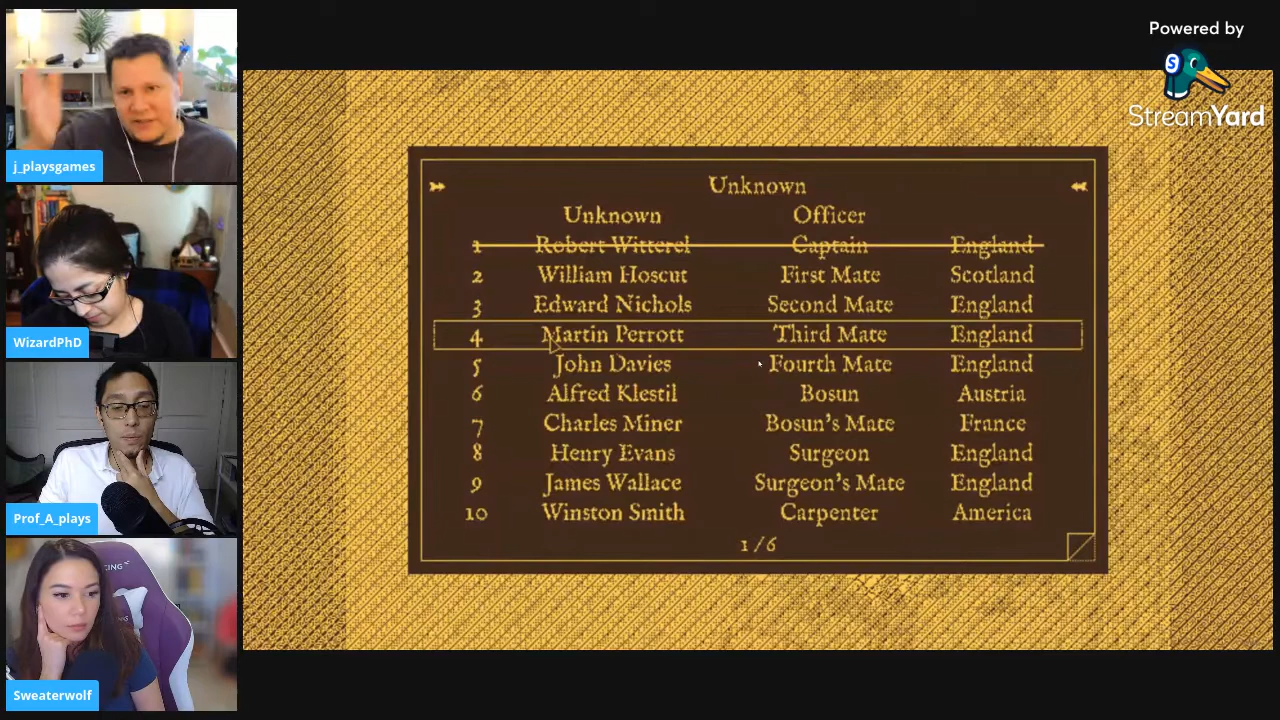 j_playsgames
WizardPhD
Prof_A_plays
Sweaterwolf
Powered by
StreamYard
Unknown
Unknown Officer
1 Robert Witterel Captain England
2 William Hoscut First Mate Scotland
3 Edward Nichols Second Mate England
4 Martin Perrott Third Mate England
5 John Davies Fourth Mate England
6 Alfred Klestil Bosun Austria
7 Charles Miner Bosun's Mate France
8 Henry Evans Surgeon England
9 James Wallace Surgeon's Mate England
10 Winston Smith Carpenter America
1/6